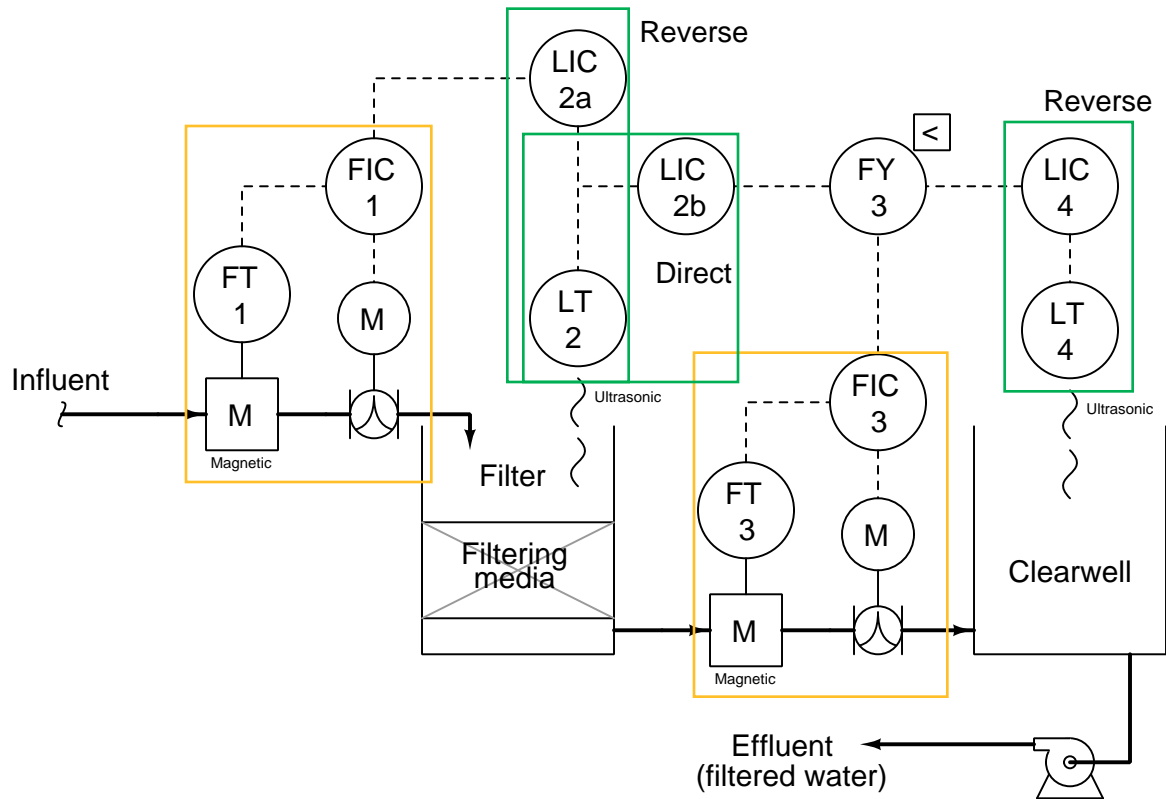 LIC
2a
Reverse
Reverse
<
FIC
1
LIC
2b
FY
3
LIC
4
FT
1
M
LT
2
Direct
LT
4
Influent
M
Magnetic
Ultrasonic
FIC
3
Ultrasonic
Filter
FT
3
M
Filtering
media
Clearwell
M
Magnetic
Effluent
(filtered water)